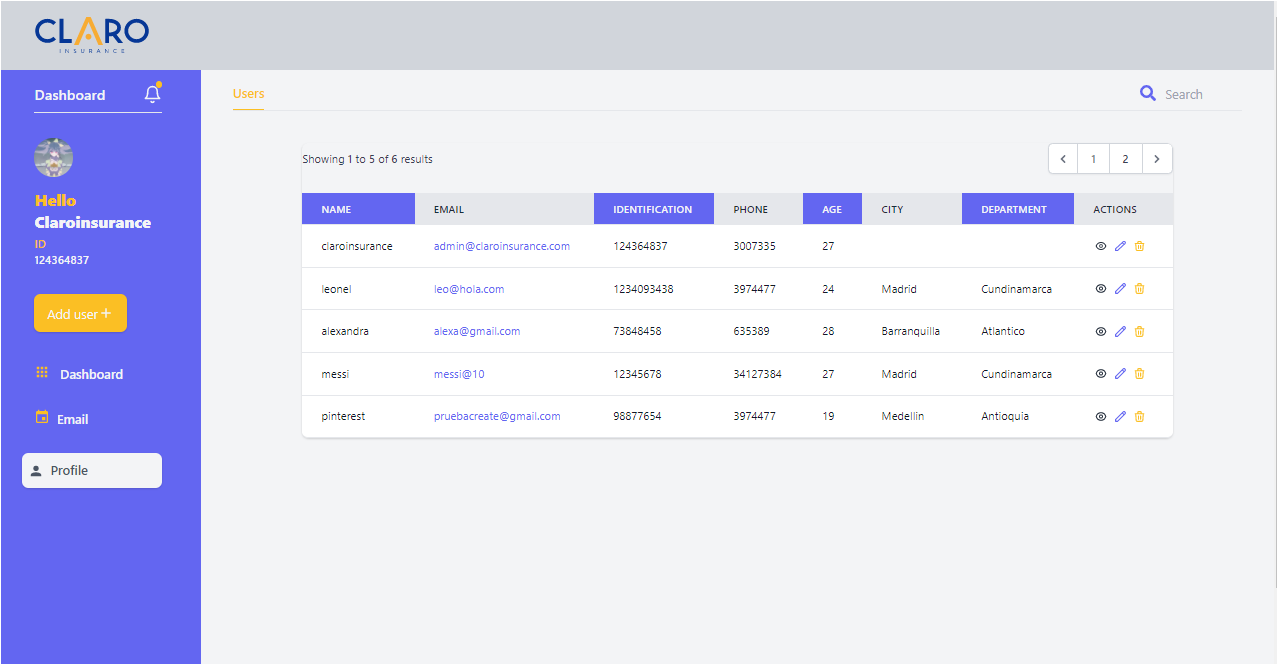 CLARO
INSURANCE
Dashboard
Users
Search
Hello
Claroinsurance
ID
124364837
Add user +
Dashboard
Email
Profile
Showing 1 to 5 of 6 results
< 1 2 >
NAME EMAIL IDENTIFICATION PHONE AGE CITY DEPARTMENT ACTIONS
claroinsurance admin@claroinsurance.com 124364837 3007335 27
leonel leo@hola.com 1234093438 3974477 24 Madrid Cundinamarca
alexandra alexa@gmail.com 73848458 635389 28 Barranquilla Atlantico
messi messi@10 12345678 34127384 27 Madrid Cundinamarca
pinterest pruebacreate@gmail.com 98877654 3974477 19 Medellin Antioquia